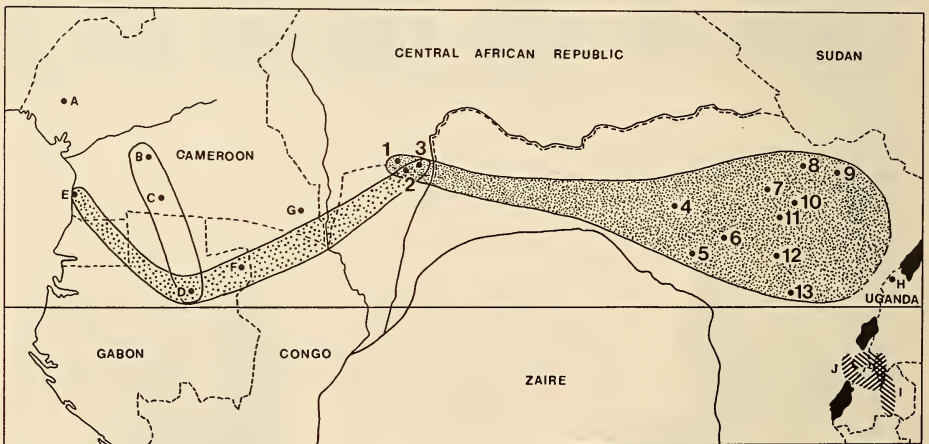 CENTRAL AFRICAN REPUBLIC
SUDAN
A
B
CAMEROON
1
3
2
8
9
7
E
C
G
4
10
11
F
6
5
12
H
D
13
UGANDA
GABON
CONGO
ZAIRE
J
I